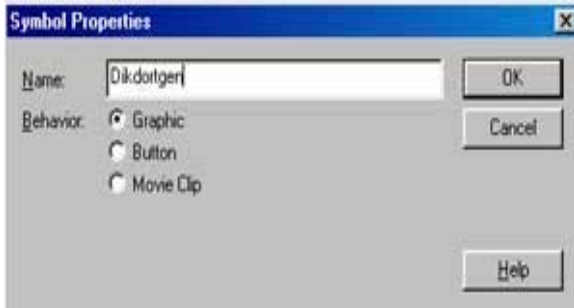 Symbol Properties
Name: Dikdortgen OK
Behavior: Graphic Cancel
Button
Movie Clip
Help